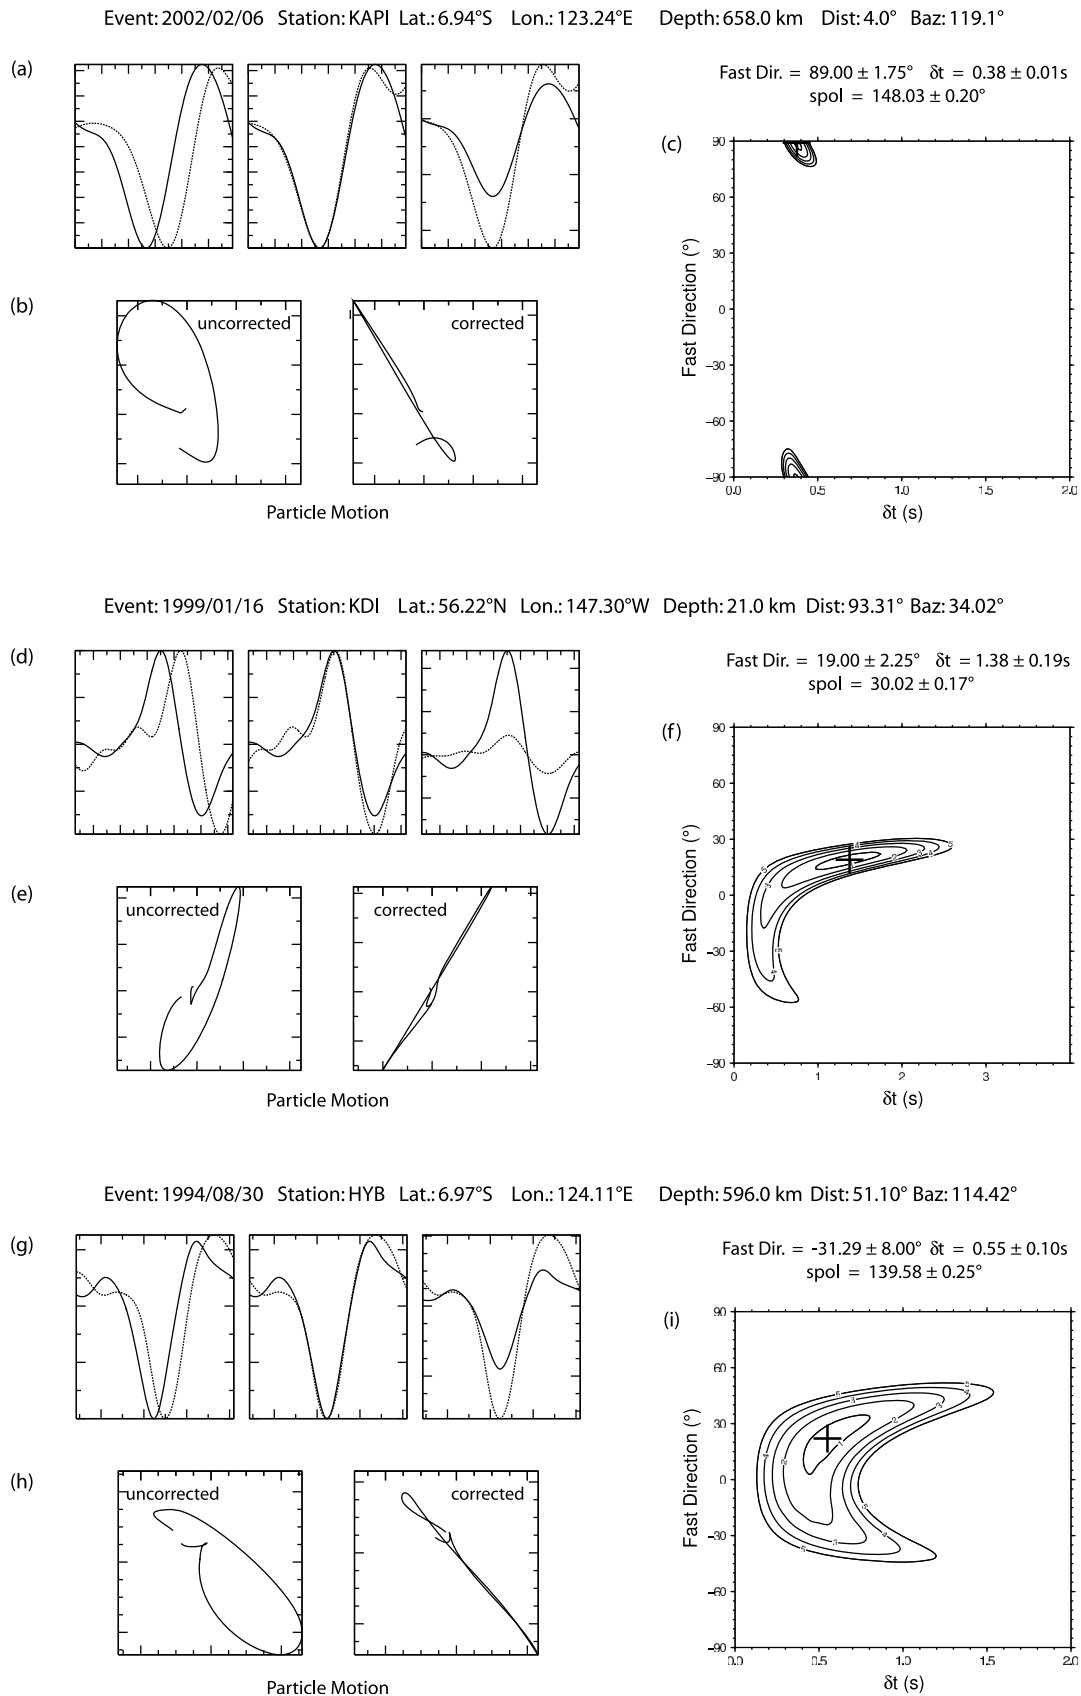 Event: 2002/02/06 Station: KAPI Lat.: 6.94°S Lon.: 123.24°E Depth: 658.0 km Dist: 4.0° Baz: 119.1°
(a)
Fast Dir. = 89.00 ± 1.75° δt = 0.38 ± 0.01s
spol = 148.03 ± 0.20°
(b)
uncorrected
corrected
Particle Motion
(c)
90
60
30
0
−30
−60
−90
Fast Direction (°)
0.0 0.5 1.0 1.5 2.0
δt (s)
Event: 1999/01/16 Station: KDI Lat.: 56.22°N Lon.: 147.30°W Depth: 21.0 km Dist: 93.31° Baz: 34.02°
(d)
Fast Dir. = 19.00 ± 2.25° δt = 1.38 ± 0.19s
spol = 30.02 ± 0.17°
(e)
uncorrected
corrected
Particle Motion
(f)
90
60
30
0
−30
−60
−90
Fast Direction (°)
0 1 2 3
δt (s)
Event: 1994/08/30 Station: HYB Lat.: 6.97°S Lon.: 124.11°E Depth: 596.0 km Dist: 51.10° Baz: 114.42°
(g)
Fast Dir. = -31.29 ± 8.00° δt = 0.55 ± 0.10s
spol = 139.58 ± 0.25°
(h)
uncorrected
corrected
Particle Motion
(i)
90
60
30
0
−30
−60
−90
Fast Direction (°)
0.0 0.5 1.0 1.5 2.0
δt (s)